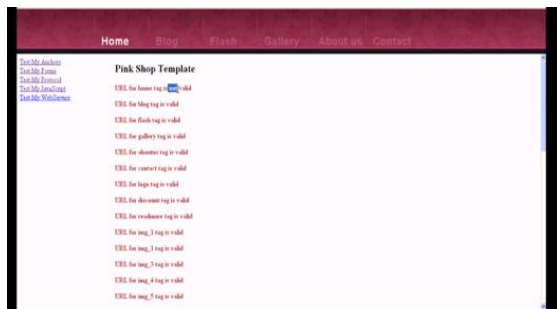 Home Blog Flash Gallery About us Contact
Test My Anchors
Test My Forms
Test My Protocol
Test My JavaScript
Test My WebService
Pink Shop Template
URL for home tag is not valid
URL for blog tag is valid
URL for flash tag is valid
URL for gallery tag is valid
URL for aboutus tag is valid
URL for contact tag is valid
URL for logo tag is valid
URL for discount tag is valid
URL for readmore tag is valid
URL for img_1 tag is valid
URL for img_1 tag is valid
URL for img_3 tag is valid
URL for img_4 tag is valid
URL for img_5 tag is valid